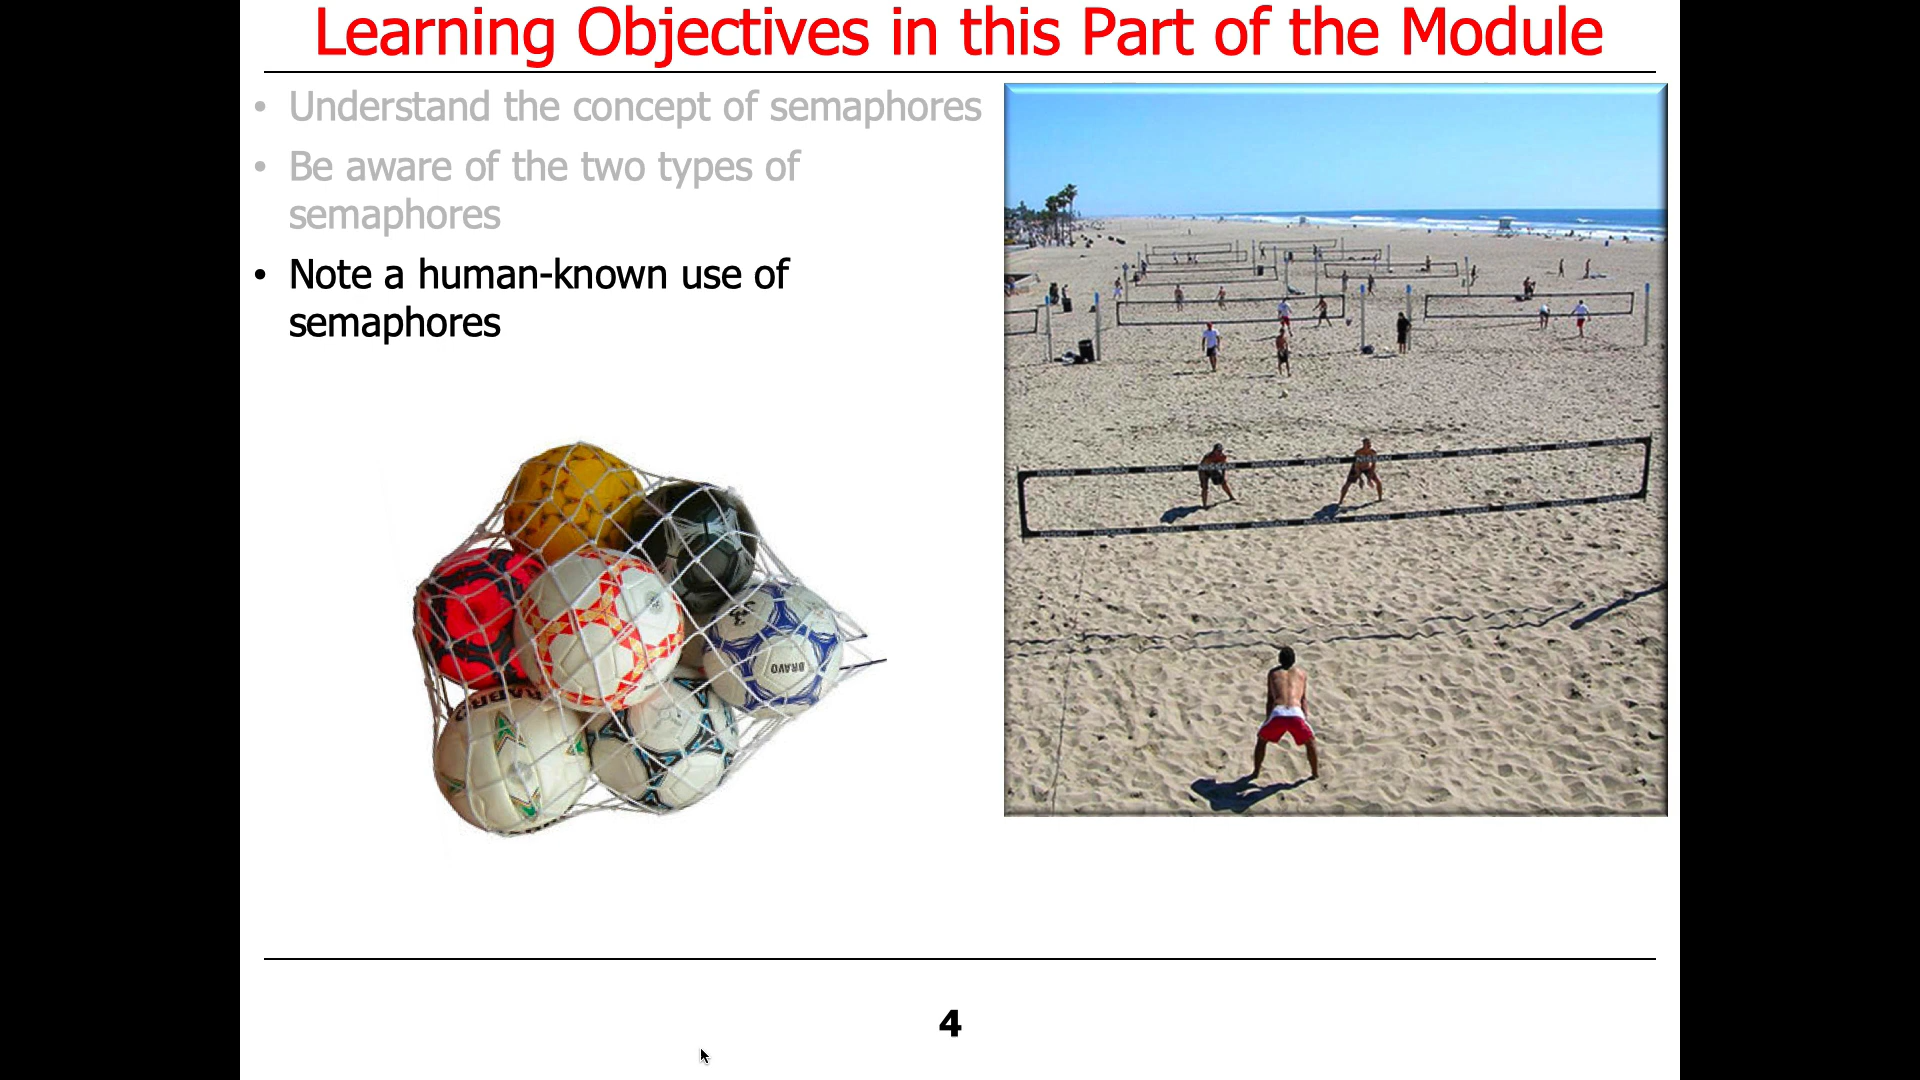 Learning Objectives in this Part of the Module
• Understand the concept of semaphores
• Be aware of the two types of
semaphores
• Note a human-known use of
semaphores
BRAVO
4